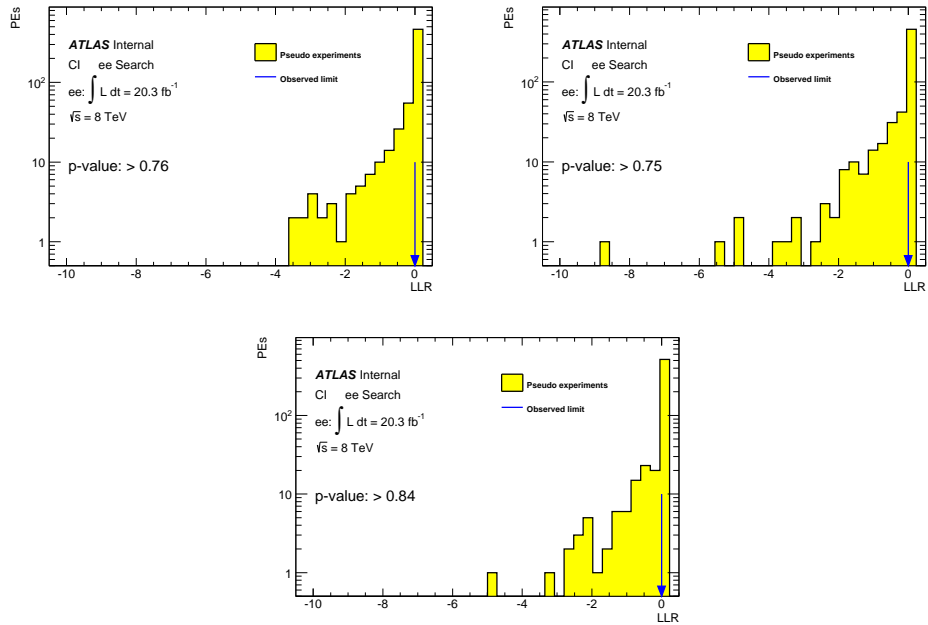 PEs
ATLAS Internal
CI ee Search
ee: ∫ L dt = 20.3 fb-1
√s = 8 TeV
p-value: > 0.76
Pseudo experiments
Observed limit
10²
10
1
-10 -8 -6 -4 -2 0
LLR
PEs
ATLAS Internal
CI ee Search
ee: ∫ L dt = 20.3 fb-1
√s = 8 TeV
p-value: > 0.75
Pseudo experiments
Observed limit
10²
10
1
-10 -8 -6 -4 -2 0
LLR
PEs
ATLAS Internal
CI ee Search
ee: ∫ L dt = 20.3 fb-1
√s = 8 TeV
p-value: > 0.84
Pseudo experiments
Observed limit
10²
10
1
-10 -8 -6 -4 -2 0
LLR